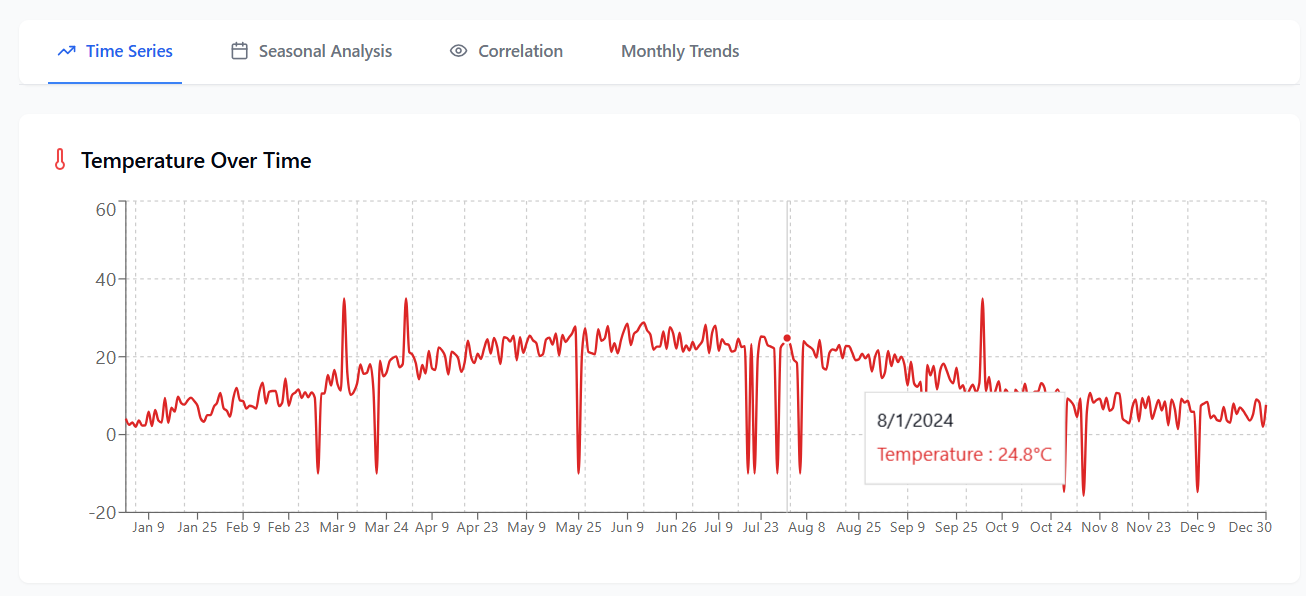 Time Series Seasonal Analysis Correlation Monthly Trends
Temperature Over Time
60
40
20
0
-20
8/1/2024
Temperature : 24.8°C
Jan 9 Jan 25 Feb 9 Feb 23 Mar 9 Mar 24 Apr 9 Apr 23 May 9 May 25 Jun 9 Jun 26 Jul 9 Jul 23 Aug 8 Aug 25 Sep 9 Sep 25 Oct 9 Oct 24 Nov 8 Nov 23 Dec 9 Dec 30